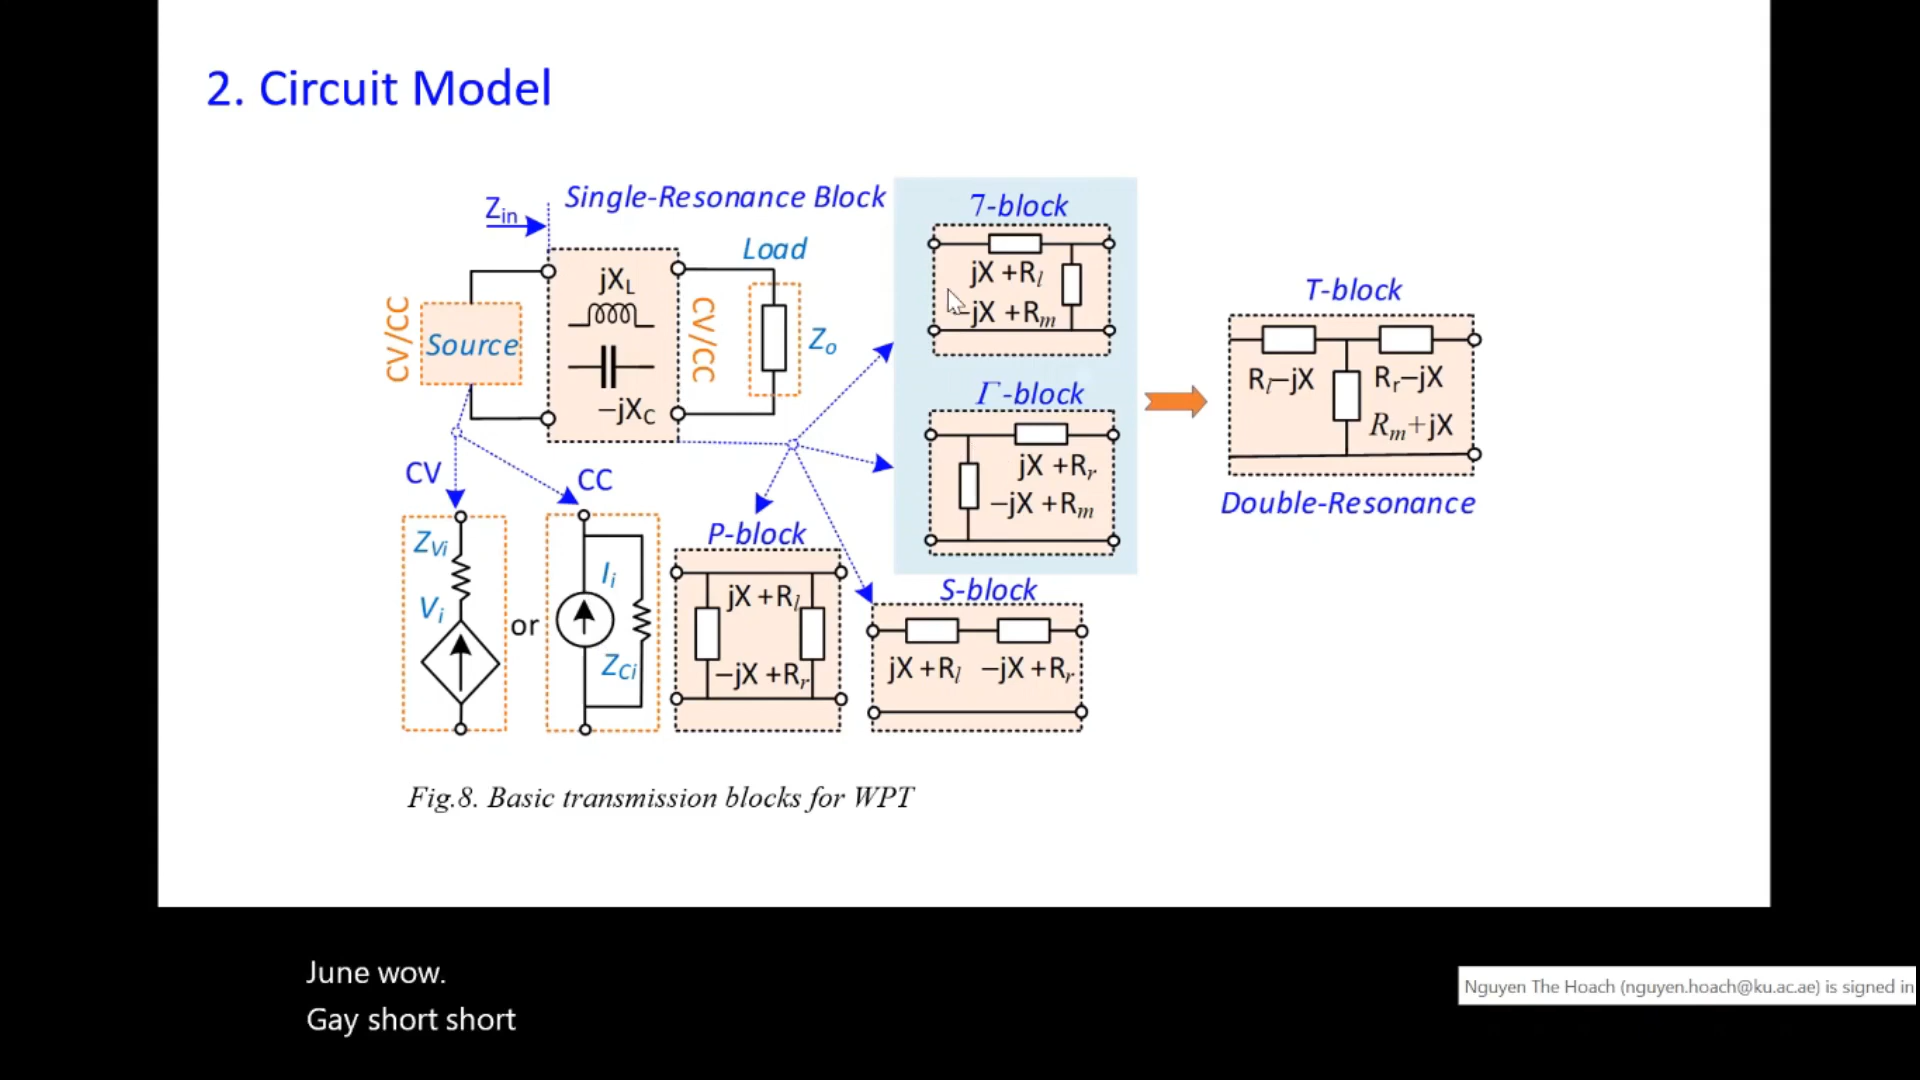 2. Circuit Model
Single-Resonance Block
Zin
Load
CV/CC
Source
jXL
−jXC
CV/CC
Zo
7-block
jX +Rl
−jX +Rm
Γ-block
jX +Rr
−jX +Rm
T-block
Rl−jX
Rr−jX
Rm+jX
Double-Resonance
CV
CC
ZVi
Vi
or
Ii
ZCi
P-block
jX +Rl
−jX +Rr
S-block
jX +Rl −jX +Rr
Fig.8. Basic transmission blocks for WPT
June wow.
Gay short short
Nguyen The Hoach (nguyen.hoach@ku.ac.ae) is signed in